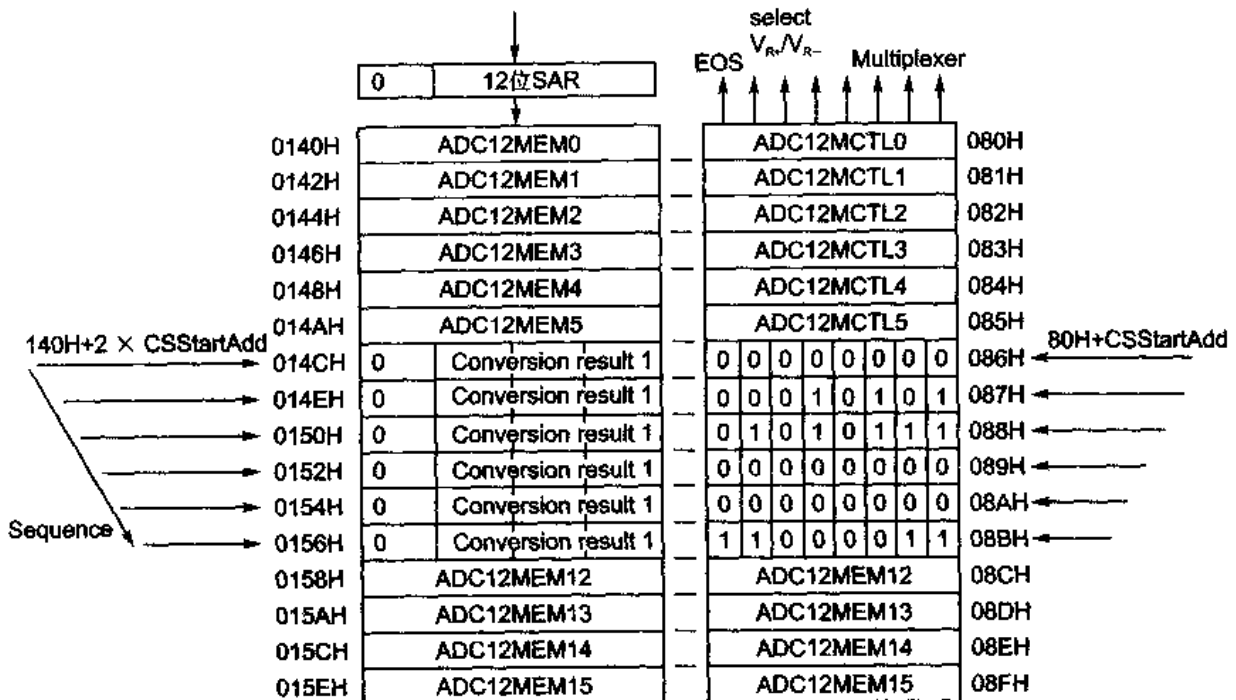 select
V_R+/V_R−
EOS Multiplexer
0 12位SAR
0140H ADC12MEM0 ADC12MCTL0 080H
0142H ADC12MEM1 ADC12MCTL1 081H
0144H ADC12MEM2 ADC12MCTL2 082H
0146H ADC12MEM3 ADC12MCTL3 083H
0148H ADC12MEM4 ADC12MCTL4 084H
014AH ADC12MEM5 ADC12MCTL5 085H
140H+2 × CSStartAdd 80H+CSStartAdd
014CH 0 Conversion result 1 0 0 0 0 0 0 0 0 086H
014EH 0 Conversion result 1 0 0 0 1 0 1 0 1 087H
0150H 0 Conversion result 1 0 1 0 1 0 1 1 1 088H
0152H 0 Conversion result 1 0 0 0 0 0 0 0 0 089H
0154H 0 Conversion result 1 0 0 0 0 0 0 0 0 08AH
Sequence 0156H 0 Conversion result 1 1 1 0 0 0 0 1 1 08BH
0158H ADC12MEM12 ADC12MEM12 08CH
015AH ADC12MEM13 ADC12MEM13 08DH
015CH ADC12MEM14 ADC12MEM14 08EH
015EH ADC12MEM15 ADC12MEM15 08FH